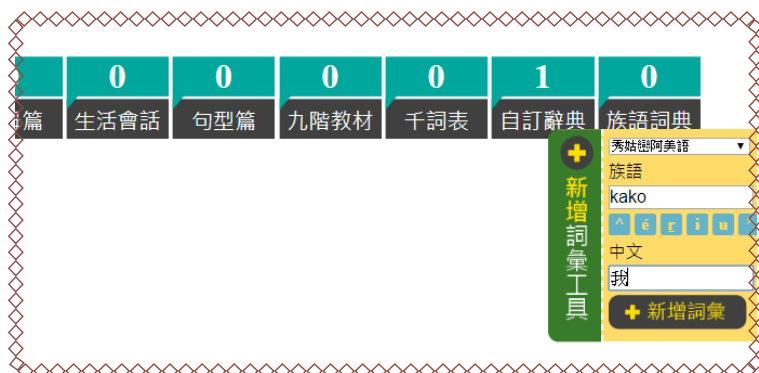 0 0 0 0 1 0
篇 生活會話 句型篇 九階教材 千詞表 自訂辭典 族語詞典
新增詞彙工具
秀姑巒阿美語
族語
kako
^ é r i u '
中文
我
新增詞彙